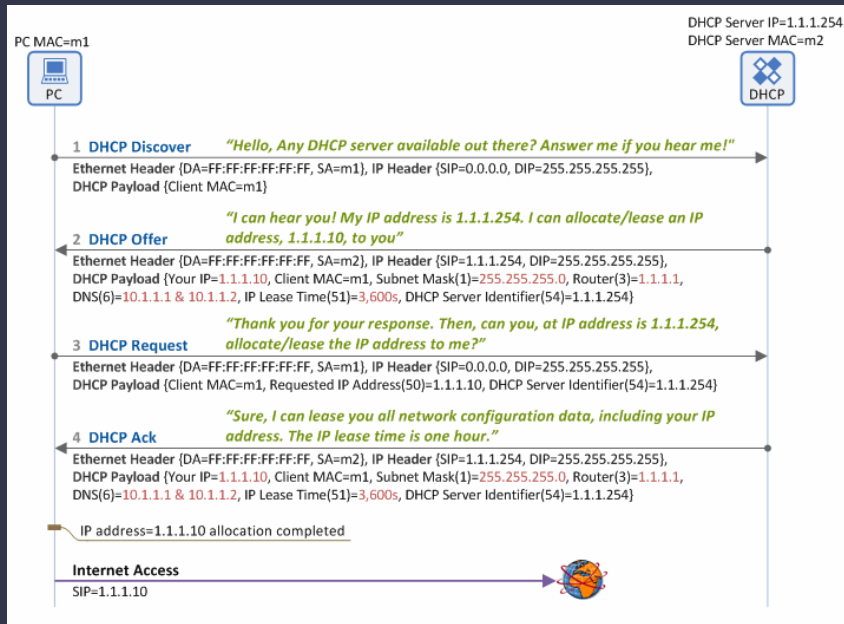 DHCP Server IP=1.1.1.254
DHCP Server MAC=m2
PC MAC=m1
PC
DHCP
1 DHCP Discover “Hello, Any DHCP server available out there? Answer me if you hear me!"
Ethernet Header {DA=FF:FF:FF:FF:FF:FF, SA=m1}, IP Header {SIP=0.0.0.0, DIP=255.255.255.255},
DHCP Payload {Client MAC=m1}
“I can hear you! My IP address is 1.1.1.254. I can allocate/lease an IP
2 DHCP Offer address, 1.1.1.10, to you”
Ethernet Header {DA=FF:FF:FF:FF:FF:FF, SA=m2}, IP Header {SIP=1.1.1.254, DIP=255.255.255.255},
DHCP Payload {Your IP=1.1.1.10, Client MAC=m1, Subnet Mask(1)=255.255.255.0, Router(3)=1.1.1.1,
DNS(6)=10.1.1.1 & 10.1.1.2, IP Lease Time(51)=3,600s, DHCP Server Identifier(54)=1.1.1.254}
“Thank you for your response. Then, can you, at IP address is 1.1.1.254,
3 DHCP Request allocate/lease the IP address to me?”
Ethernet Header {DA=FF:FF:FF:FF:FF:FF, SA=m1}, IP Header {SIP=0.0.0.0, DIP=255.255.255.255},
DHCP Payload {Client MAC=m1, Requested IP Address(50)=1.1.1.10, DHCP Server Identifier(54)=1.1.1.254}
“Sure, I can lease you all network configuration data, including your IP
4 DHCP Ack address. The IP lease time is one hour.”
Ethernet Header {DA=FF:FF:FF:FF:FF:FF, SA=m2}, IP Header {SIP=1.1.1.254, DIP=255.255.255.255},
DHCP Payload {Your IP=1.1.1.10, Client MAC=m1, Subnet Mask(1)=255.255.255.0, Router(3)=1.1.1.1,
DNS(6)=10.1.1.1 & 10.1.1.2, IP Lease Time(51)=3,600s, DHCP Server Identifier(54)=1.1.1.254}
IP address=1.1.1.10 allocation completed
Internet Access
SIP=1.1.1.10